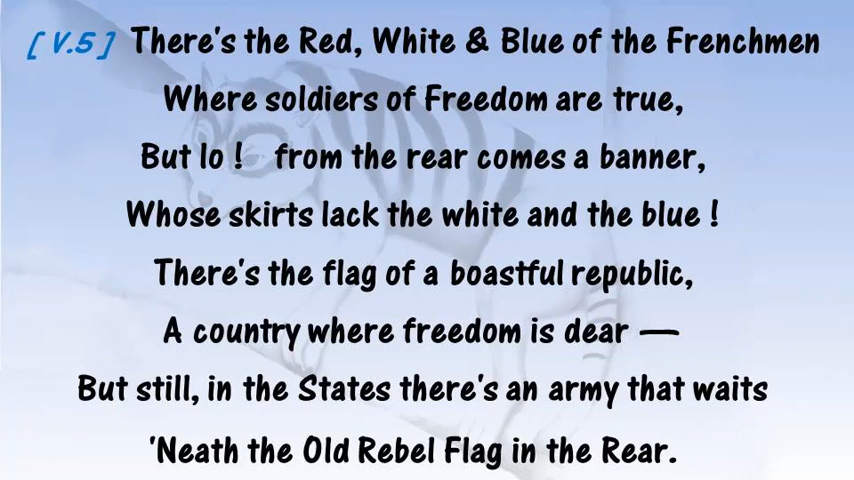 [ V.5 ] There's the Red, White & Blue of the Frenchmen
Where soldiers of Freedom are true,
But lo ! from the rear comes a banner,
Whose skirts lack the white and the blue !
There's the flag of a boastful republic,
A country where freedom is dear —
But still, in the States there's an army that waits
'Neath the Old Rebel Flag in the Rear.